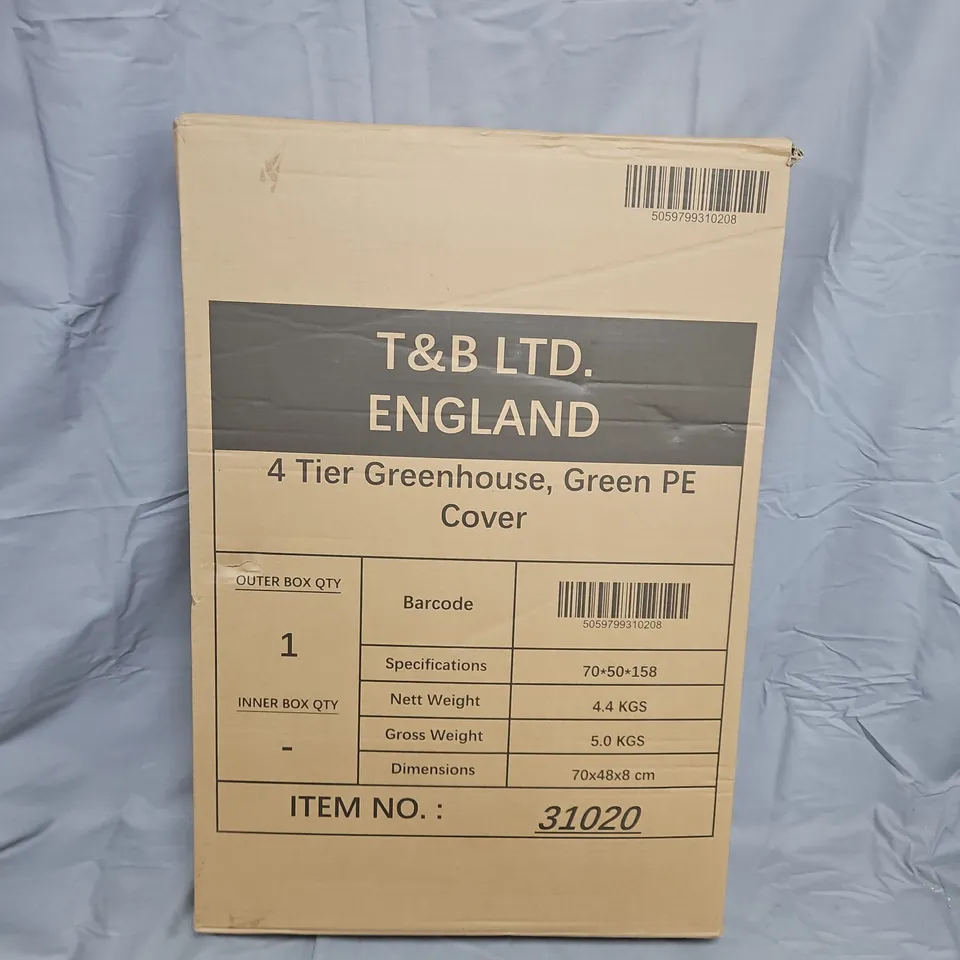 5059799310208
T&B LTD.
ENGLAND
4 Tier Greenhouse, Green PE
Cover
OUTER BOX QTY
1
INNER BOX QTY
-
Barcode
5059799310208
Specifications 70*50*158
Nett Weight 4.4 KGS
Gross Weight 5.0 KGS
Dimensions 70x48x8 cm
ITEM NO. : 31020